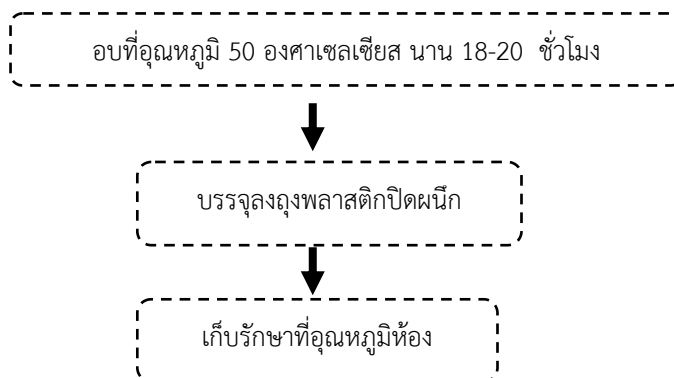 อบที่อุณหภูมิ 50 องศาเซลเซียส นาน 18-20 ชั่วโมง
บรรจุลงถุงพลาสติกปิดผนึก
เก็บรักษาที่อุณหภูมิห้อง